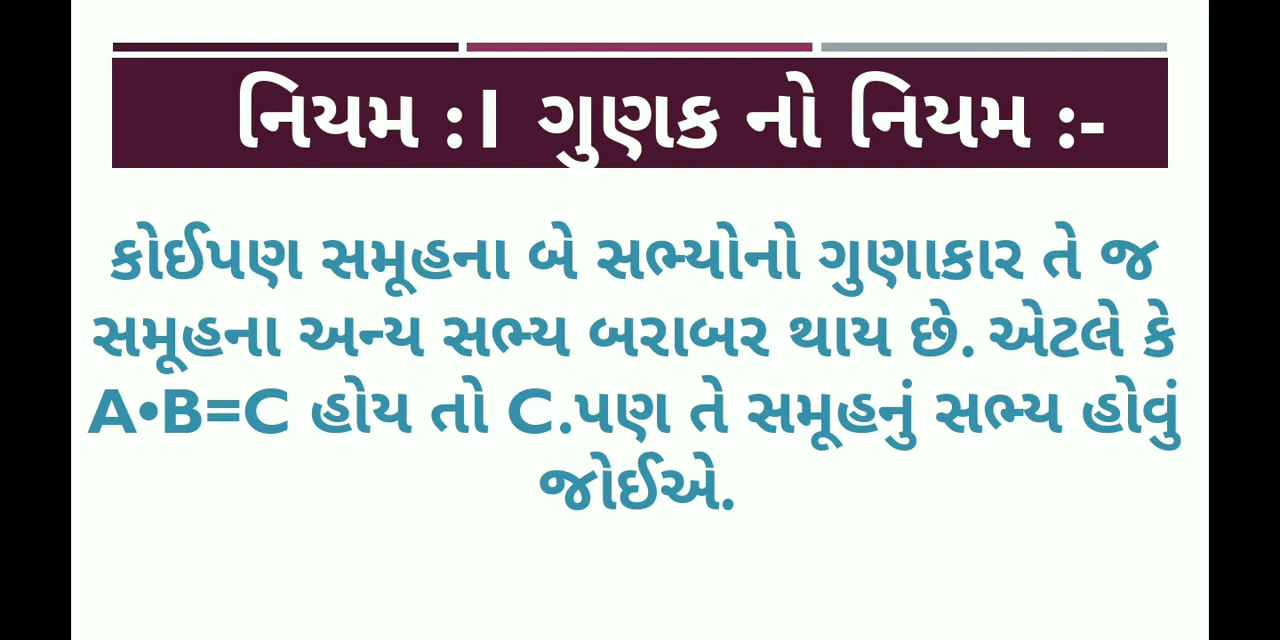 નિયમ :I ગુણક નો નિયમ :-
કોઈપણ સમૂહના બે સભ્યોનો ગુણાકાર તે જ
સમૂહના અન્ય સભ્ય બરાબર થાય છે. એટલે કે
A•B=C હોય તો C.પણ તે સમૂહનું સભ્ય હોવું
જોઈએ.